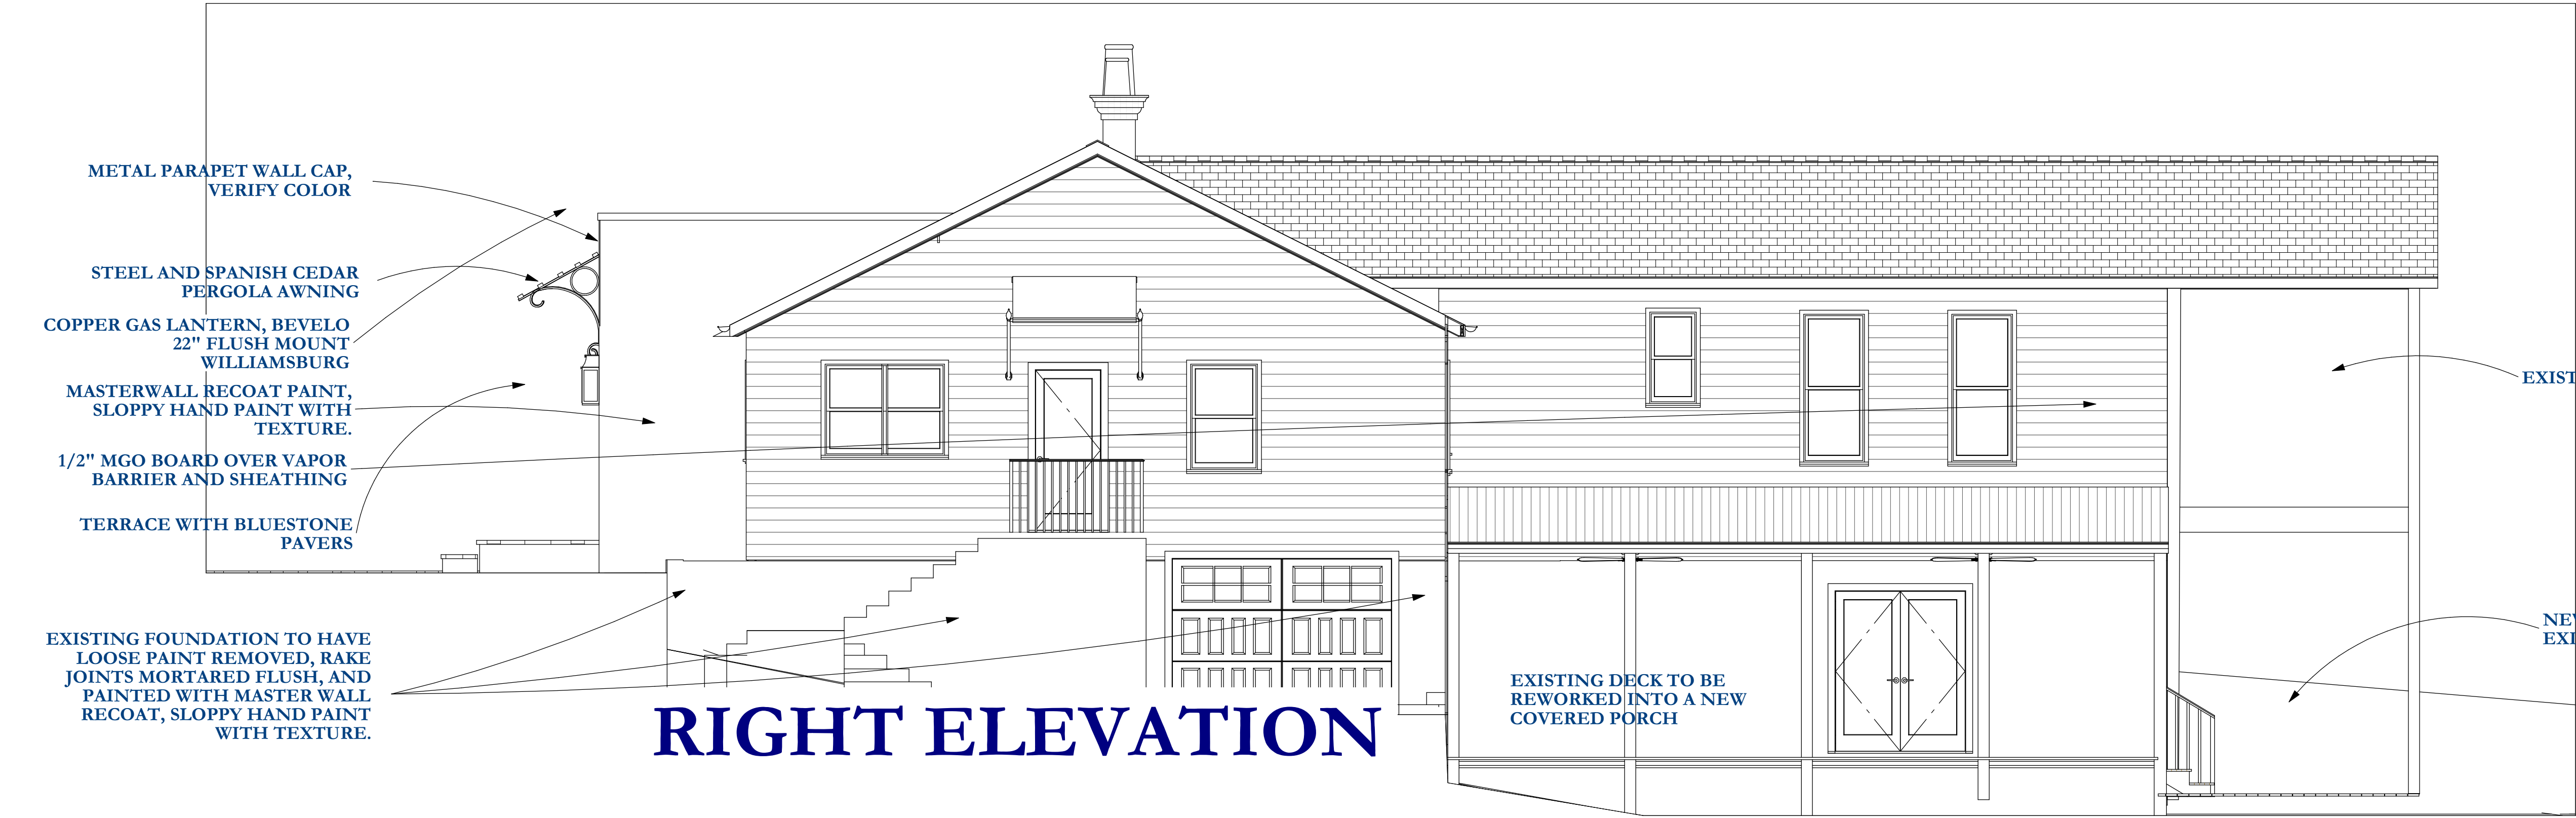 METAL PARAPET WALL CAP,
VERIFY COLOR
STEEL AND SPANISH CEDAR
PERGOLA AWNING
COPPER GAS LANTERN, BEVELO
22" FLUSH MOUNT
WILLIAMSBURG
MASTERWALL RECOAT PAINT,
SLOPPY HAND PAINT WITH
TEXTURE.
1/2" MGO BOARD OVER VAPOR
BARRIER AND SHEATHING
TERRACE WITH BLUESTONE
PAVERS
EXISTING FOUNDATION TO HAVE
LOOSE PAINT REMOVED, RAKE
JOINTS MORTARED FLUSH, AND
PAINTED WITH MASTER WALL
RECOAT, SLOPPY HAND PAINT
WITH TEXTURE.
RIGHT ELEVATION
EXISTING DECK TO BE
REWORKED INTO A NEW
COVERED PORCH
EXIST